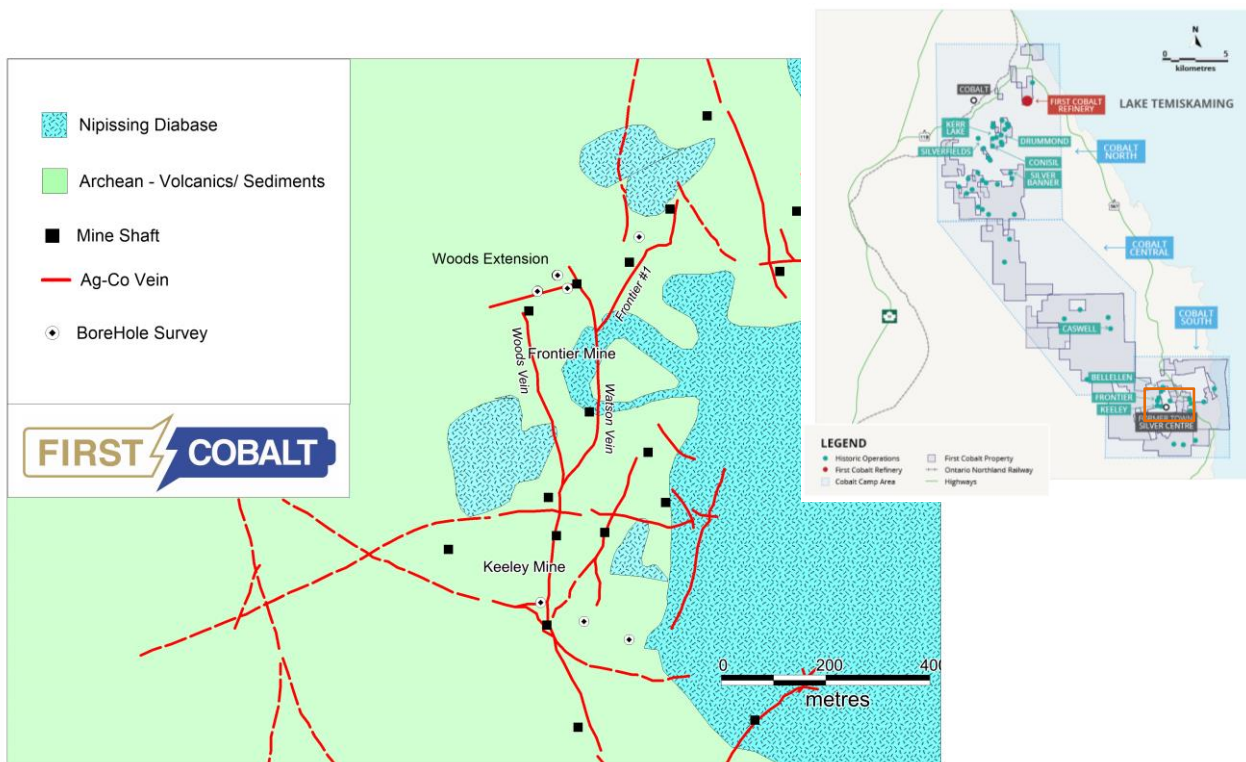 Nipissing Diabase
Archean - Volcanics/ Sediments
Mine Shaft
Ag-Co Vein
BoreHole Survey
FIRST COBALT
Woods Extension
Frontier #1
Woods Vein
Frontier Mine
Watson Vein
Keeley Mine
0 200 400
metres
N
0 5
kilometres
COBALT
FIRST COBALT
REFINERY
LAKE TEMISKAMING
KERR
LAKE
DRUMMOND
SILVERFIELDS
COBALT
NORTH
CONISIL
SILVER
BANNER
COBALT
CENTRAL
COBALT
SOUTH
CASWELL
BELLELLEN
FRONTIER
KEELEY
FORMER TOWN
SILVER CENTRE
LEGEND
Historic Operations
First Cobalt Refinery
Cobalt Camp Area
First Cobalt Property
Ontario Northland Railway
Highways